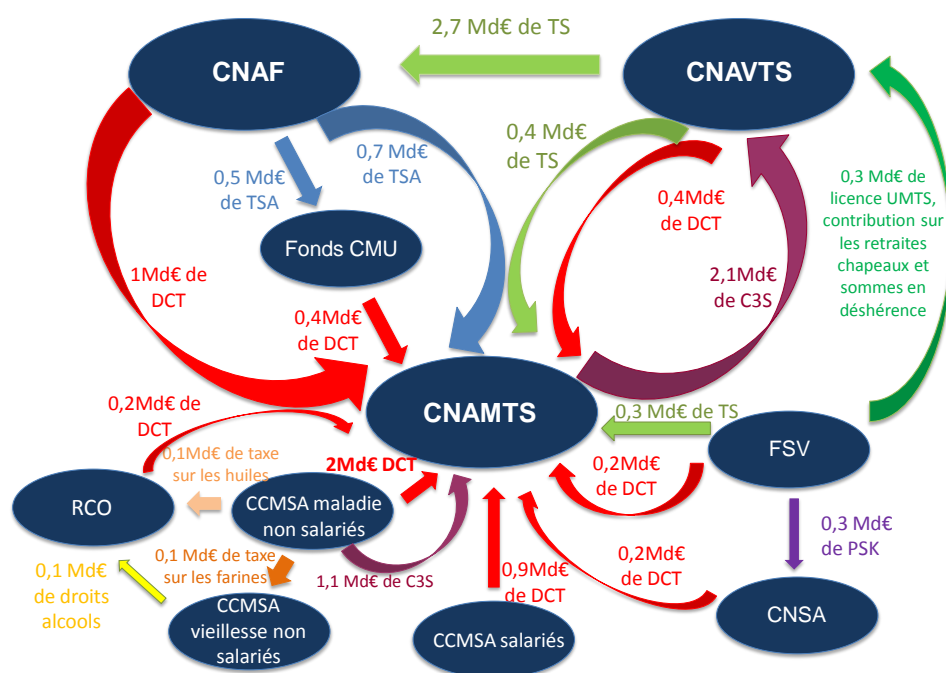 2,7 Md€ de TS
CNAF
CNAVTS
0,5 Md€
de TSA
0,7 Md€
de TSA
0,4 Md€
de TS
0,4Md€
de DCT
0,3 Md€ de
licence UMTS,
contribution sur
les retraites
chapeaux et
sommes en
déshérence
Fonds CMU
1Md€ de
DCT
2,1Md€
de C3S
0,4Md€
de DCT
CNAMTS
0,2Md€ de
DCT
0,3 Md€ de TS
FSV
0,1Md€ de taxe
sur les huiles
2Md€ DCT
0,2Md€
de DCT
RCO
CCMSA maladie
non salariés
0,3 Md€
de PSK
0,1 Md€ de taxe
sur les farines
1,1 Md€ de C3S
0,9Md€
de DCT
0,2Md€
de DCT
0,1 Md€
de droits
alcools
CCMSA
vieillesse non
salariés
CCMSA salariés
CNSA